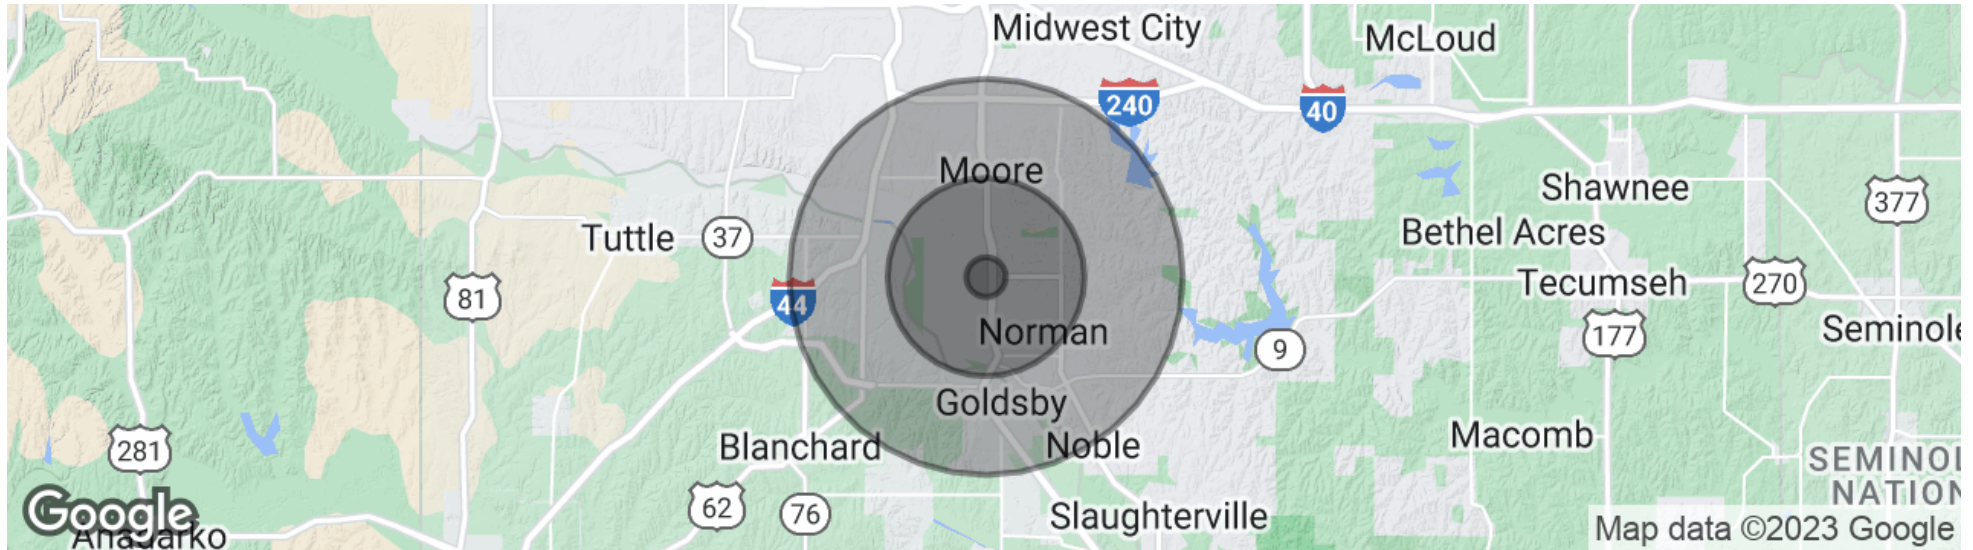 Midwest City
McLoud
240
40
Moore
Shawnee
377
Tuttle
37
Bethel Acres
81
44
Tecumseh
270
Norman
9
177
Seminole
Goldsby
Blanchard
Noble
Macomb
281
SEMINOL
NATION
62
76
Slaughterville
Google
Anadarko
Map data ©2023 Google